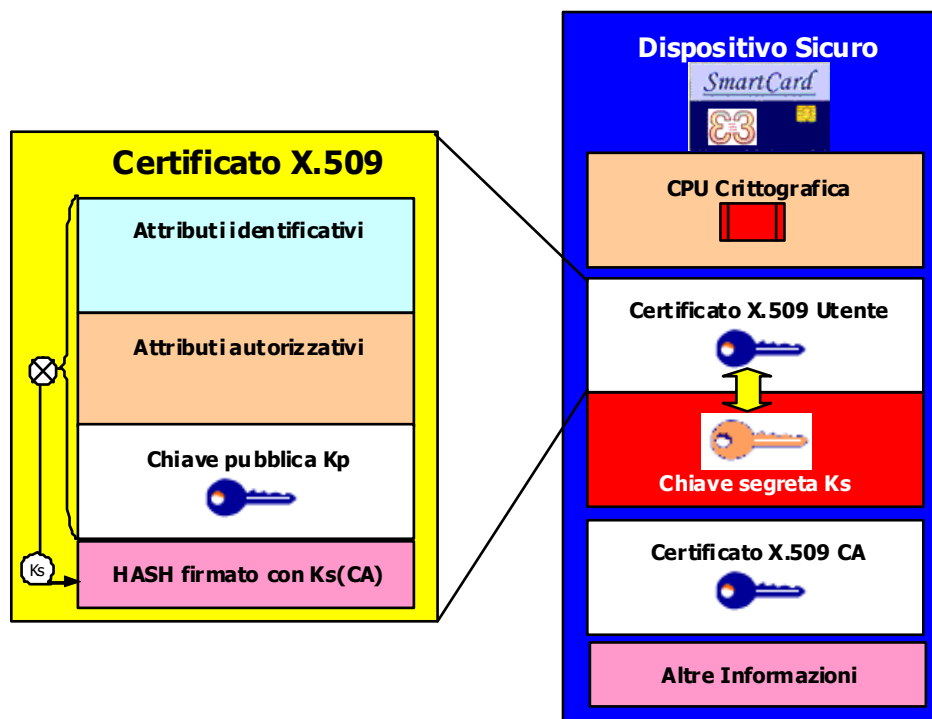 Certificato X.509
Attributi identificativi
Attributi autorizzativi
Chiave pubblica Kp
Ks
HASH firmato con Ks(CA)
Dispositivo Sicuro
SmartCard
CPU Crittografica
Certificato X.509 Utente
Chiave segreta Ks
Certificato X.509 CA
Altre Informazioni